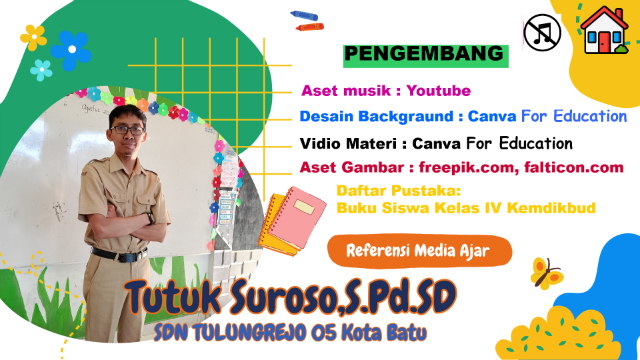 PENGEMBANG
Aset musik : Youtube
Desain Backgraund : Canva For Education
Vidio Materi : Canva For Education
Aset Gambar : freepik.com, falticon.com
Daftar Pustaka:
Buku Siswa Kelas IV Kemdikbud
Referensi Media Ajar
Tutuk Suroso,S.Pd.SD
SDN TULUNGREJO 05 Kota Batu